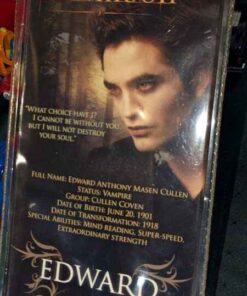 "WHAT CHOICE HAVE I?
I CANNOT BE WITHOUT YOU
BUT I WILL NOT DESTROY
YOUR SOUL."
FULL NAME: EDWARD ANTHONY MASEN CULLEN
STATUS: VAMPIRE
GROUP: CULLEN COVEN
DATE OF BIRTH: JUNE 20, 1901
DATE OF TRANSFORMATION: 1918
SPECIAL ABILITIES: MIND READING, SUPER-SPEED,
EXTRAORDINARY STRENGTH
EDWARD